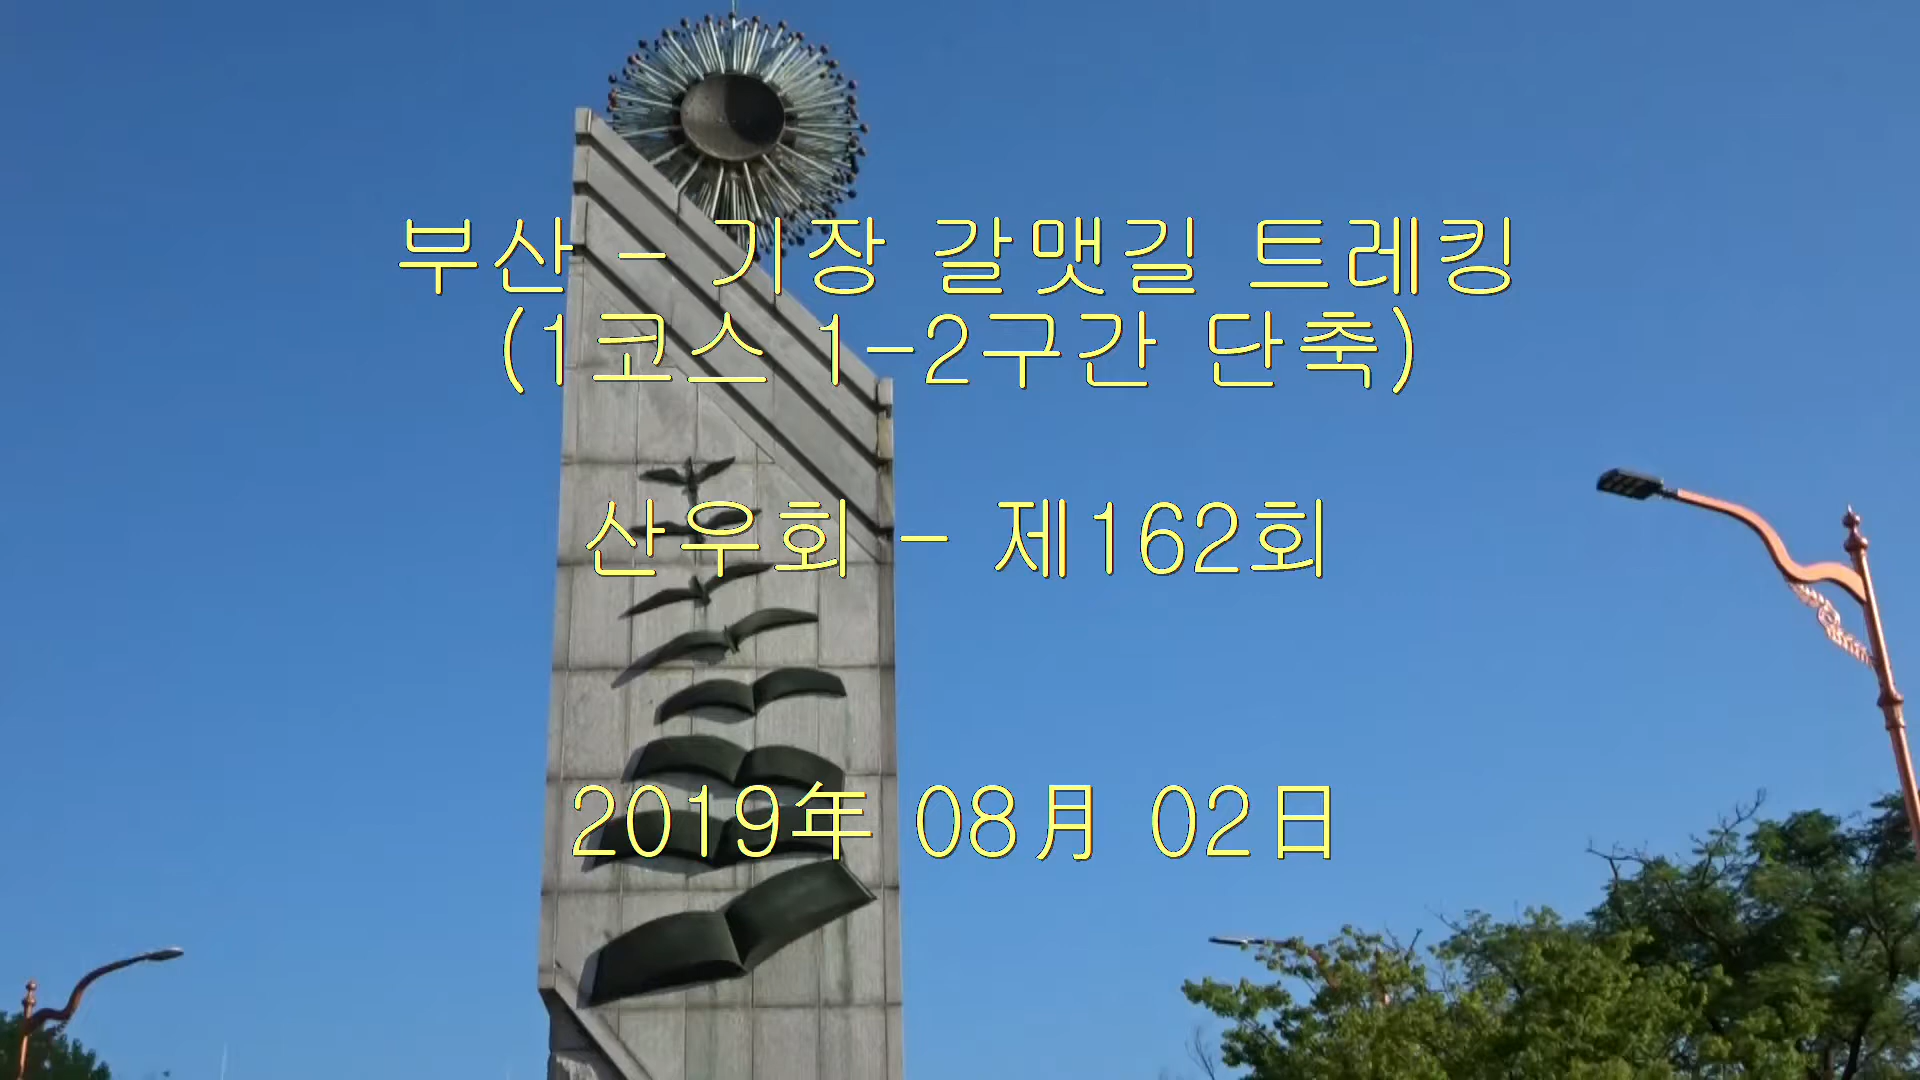 부산 - 기장 갈맷길 트레킹
(1코스 1-2구간 단축)
산우회 - 제162회
2019年 08月 02日